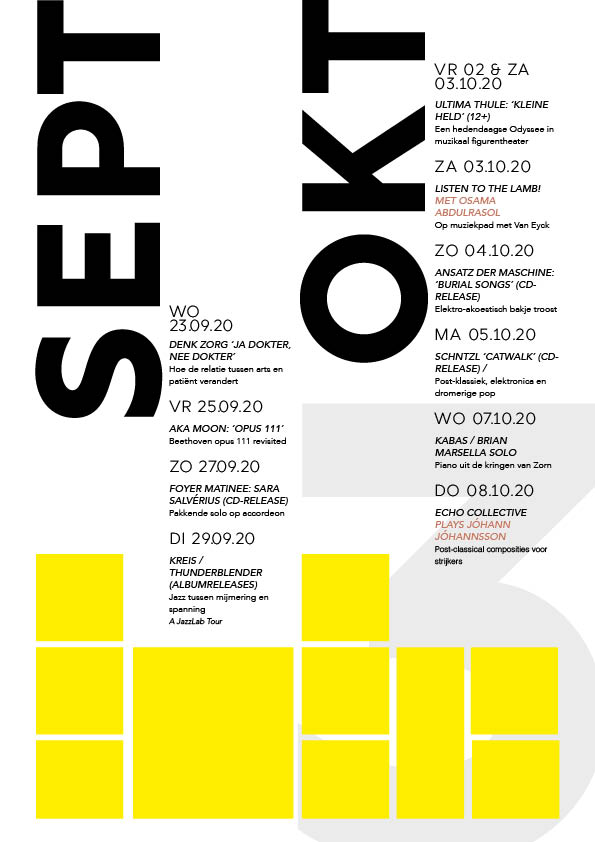 SEPT
WO
23.09.20
DENK ZORG ‘JA DOKTER,
NEE DOKTER’
Hoe de relatie tussen arts en
patiënt verandert
VR 25.09.20
AKA MOON: ‘OPUS 111’
Beethoven opus 111 revisited
ZO 27.09.20
FOYER MATINEE: SARA
SALVÉRIUS (CD-RELEASE)
Pakkende solo op accordeon
DI 29.09.20
KREIS /
THUNDERBLENDER
(ALBUMRELEASES)
Jazz tussen mijmering en
spanning
A JazzLab Tour
OKT
VR 02 & ZA
03.10.20
ULTIMA THULE: ‘KLEINE
HELD’ (12+)
Een hedendaagse Odyssee in
muzikaal figurentheater
ZA 03.10.20
LISTEN TO THE LAMB!
MET OSAMA
ABDULRASOL
Op muziekpad met Van Eyck
ZO 04.10.20
ANSATZ DER MASCHINE:
‘BURIAL SONGS’ (CD-
RELEASE)
Elektro-akoestisch bakje troost
MA 05.10.20
SCHNTZL ‘CATWALK’ (CD-
RELEASE) /
Post-klassiek, elektronica en
dromerige pop
WO 07.10.20
KABAS / BRIAN
MARSELLA SOLO
Piano uit de kringen van Zorn
DO 08.10.20
ECHO COLLECTIVE
PLAYS JÓHANN
JÓHANNSSON
Post-classical composities voor
strijkers
3